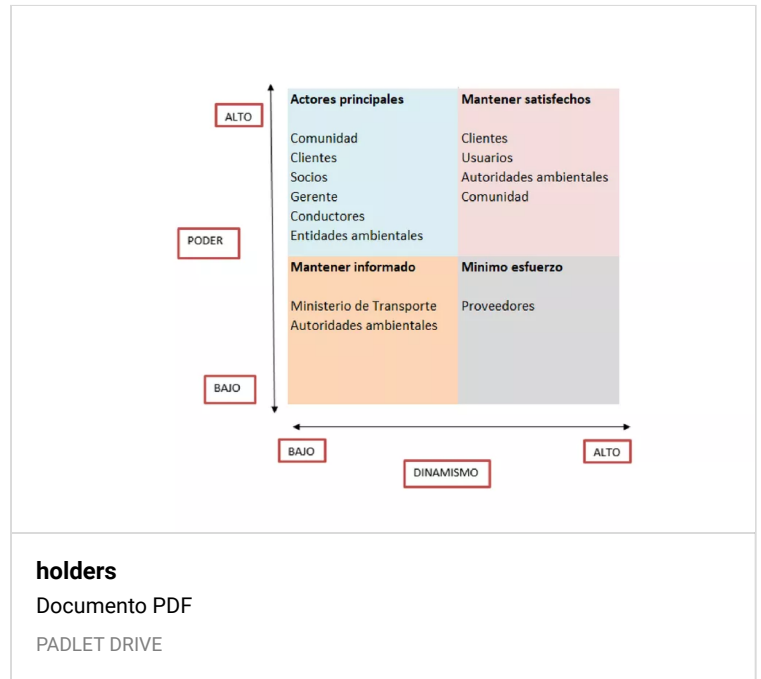 ALTO
PODER
BAJO
Actores principales
Comunidad
Clientes
Socios
Gerente
Conductores
Entidades ambientales
Mantener satisfechos
Clientes
Usuarios
Autoridades ambientales
Comunidad
Mantener informado
Ministerio de Transporte
Autoridades ambientales
Minimo esfuerzo
Proveedores
BAJO
DINAMISMO
ALTO
holders
Documento PDF
PADLET DRIVE